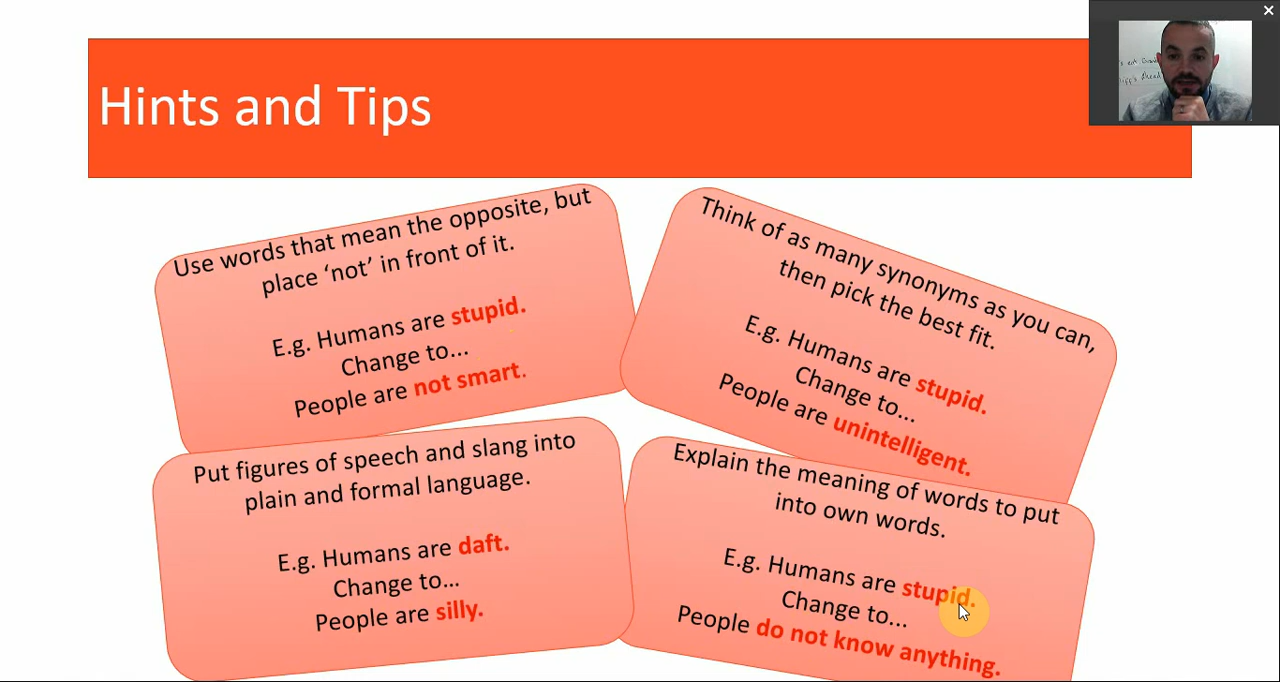 Hints and Tips
Use words that mean the opposite, but
place ‘not’ in front of it.
E.g. Humans are stupid.
Change to...
People are not smart.
Think of as many synonyms as you can,
then pick the best fit.
E.g. Humans are stupid.
Change to...
People are unintelligent.
Put figures of speech and slang into
plain and formal language.
E.g. Humans are daft.
Change to...
People are silly.
Explain the meaning of words to put
into own words.
E.g. Humans are stupid.
Change to...
People do not know anything.